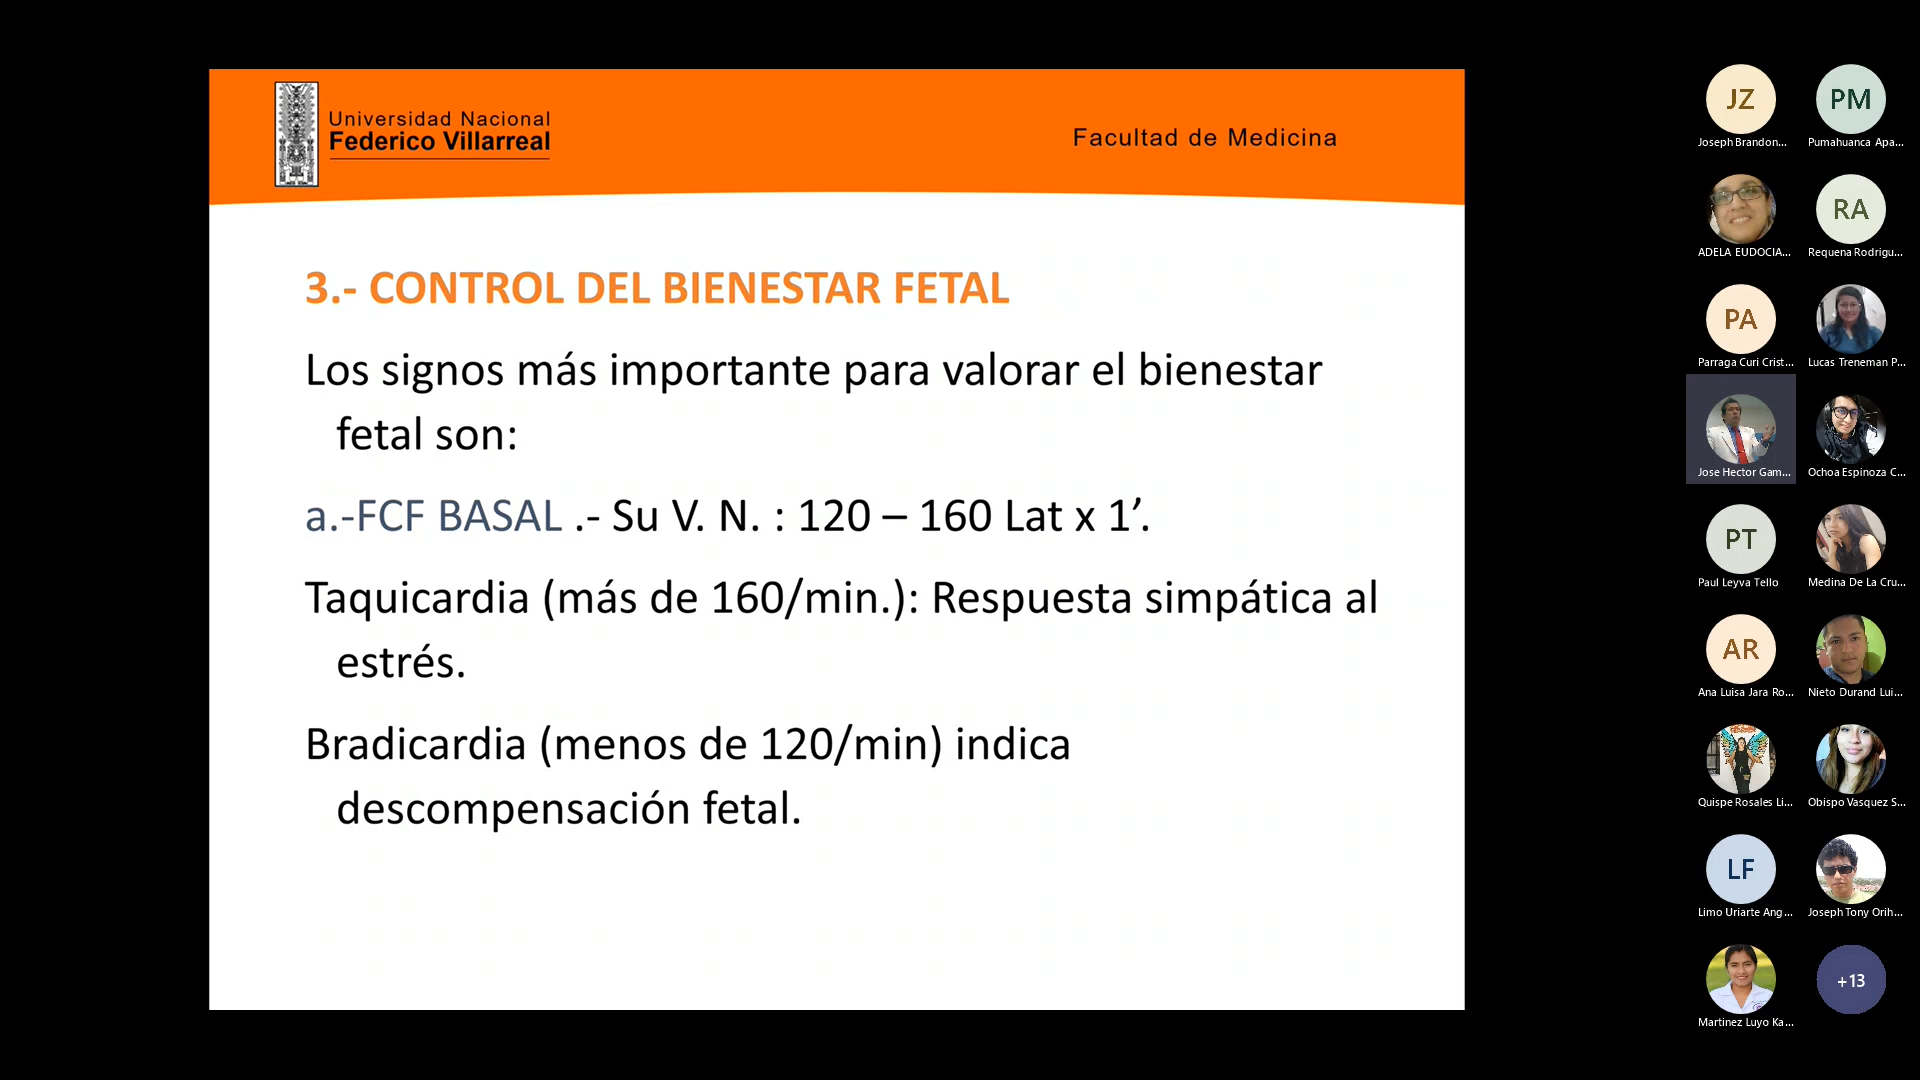 Universidad Nacional
Federico Villarreal
Facultad de Medicina
3.- CONTROL DEL BIENESTAR FETAL
Los signos más importante para valorar el bienestar
fetal son:
a.-FCF BASAL .- Su V. N. : 120 – 160 Lat x 1’.
Taquicardia (más de 160/min.): Respuesta simpática al
estrés.
Bradicardia (menos de 120/min) indica
descompensación fetal.
JZ
Joseph Brandon...
PM
Pumahuanca Apa...
ADELA EUDOCIA...
RA
Requena Rodrigu...
PA
Parraga Curi Crist...
Lucas Treneman P...
Jose Hector Gam...
Ochoa Espinoza C...
PT
Paul Leyva Tello
Medina De La Cru...
AR
Ana Luisa Jara Ro...
Nieto Durand Lui...
Quispe Rosales Li...
Obispo Vasquez S...
LF
Limo Uriarte Ang...
Joseph Tony Orih...
Martinez Luyo Ka...
+13